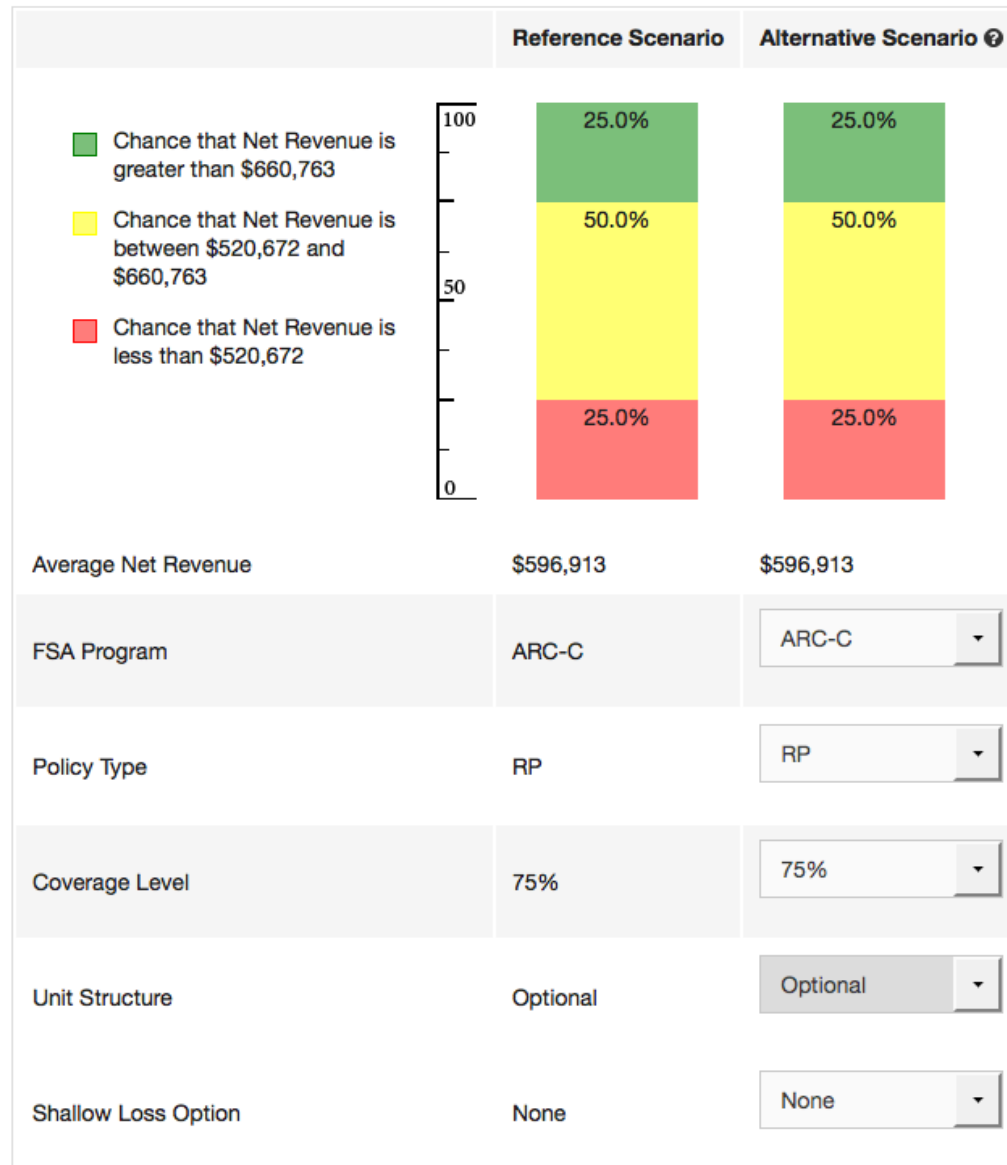 Reference Scenario Alternative Scenario ?
Chance that Net Revenue is
greater than $660,763
Chance that Net Revenue is
between $520,672 and
$660,763
Chance that Net Revenue is
less than $520,672
100
50
0
25.0% 25.0%
50.0% 50.0%
25.0% 25.0%
Average Net Revenue $596,913 $596,913
FSA Program ARC-C ARC-C
Policy Type RP RP
Coverage Level 75% 75%
Unit Structure Optional Optional
Shallow Loss Option None None